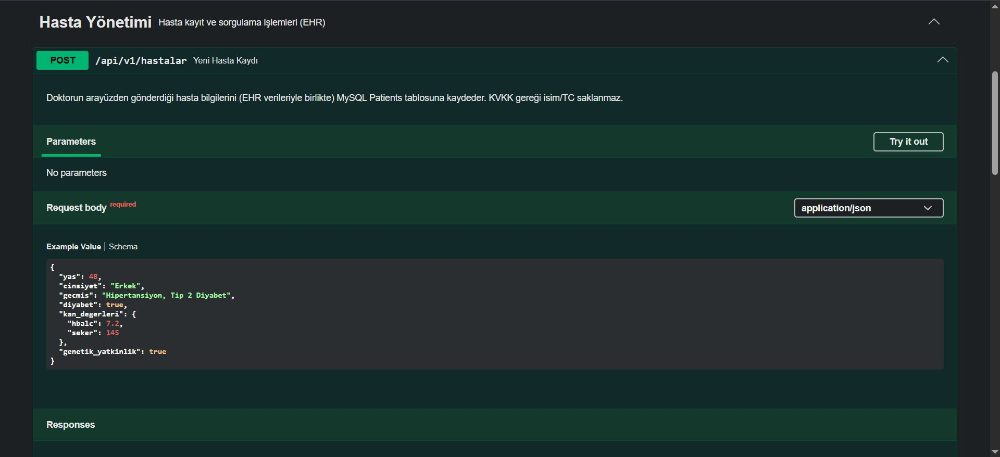 Hasta Yönetimi Hasta kayıt ve sorgulama işlemleri (EHR)
POST /api/v1/hastalar Yeni Hasta Kaydı
Doktorun arayüzden gönderdiği hasta bilgilerini (EHR verileriyle birlikte) MySQL Patients tablosuna kaydeder. KVKK gereği isim/TC saklanmaz.
Parameters Try it out
No parameters
Request body required application/json
Example Value | Schema
{
  "yas": 48,
  "cinsiyet": "Erkek",
  "gecmis": "Hipertansiyon, Tip 2 Diyabet",
  "diyabet": true,
  "kan_degerleri": {
    "hba1c": 7.2,
    "seker": 145
  },
  "genetik_yatkinlik": true
}
Responses